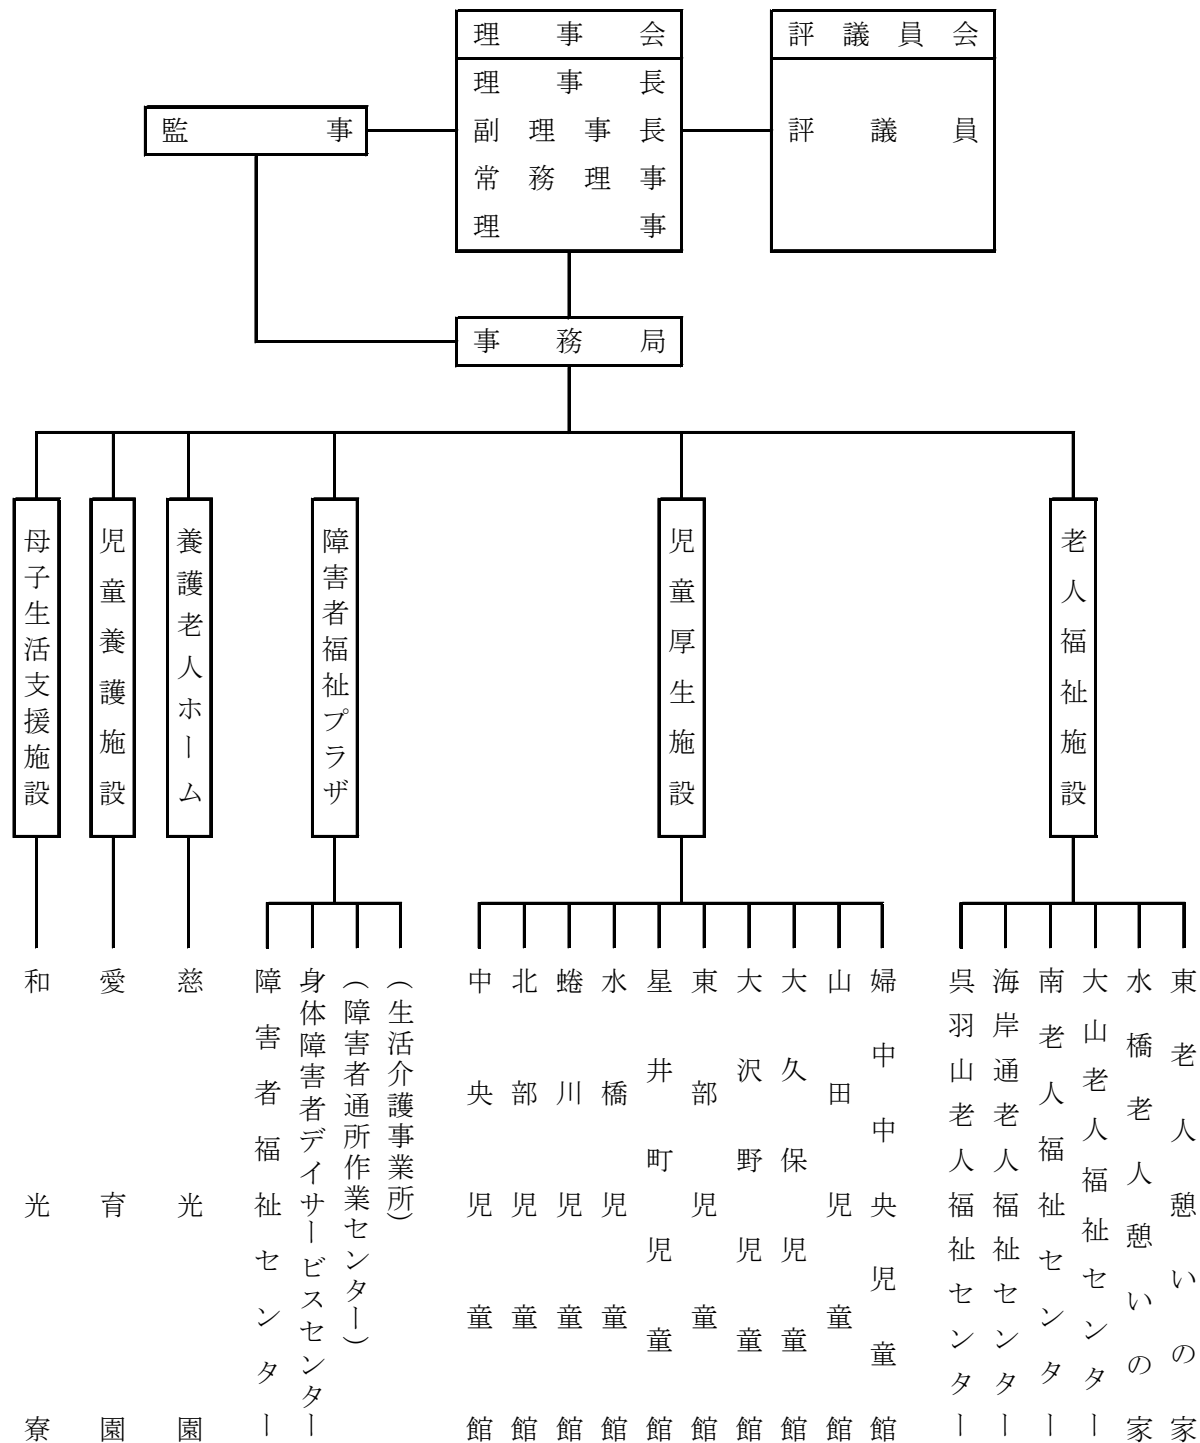 理事会
理事長
副理事長
常務理事
理事
評議員会
評議員
監事
事務局
母子生活支援施設
児童養護施設
養護老人ホーム
障害者福祉プラザ
児童厚生施設
老人福祉施設
和光寮
愛育園
慈光園
障害者福祉センター
身体障害者デイサービスセンター
（障害者通所作業センター）
（生活介護事業所）
中央児童館
北部児童館
蜷川児童館
水橋児童館
星井町児童館
東部児童館
大沢野児童館
大久保児童館
山田児童館
婦中中央児童館
呉羽山老人福祉センター
海岸通老人福祉センター
南老人福祉センター
大山老人福祉センター
水橋老人憩いの家
東老人憩いの家